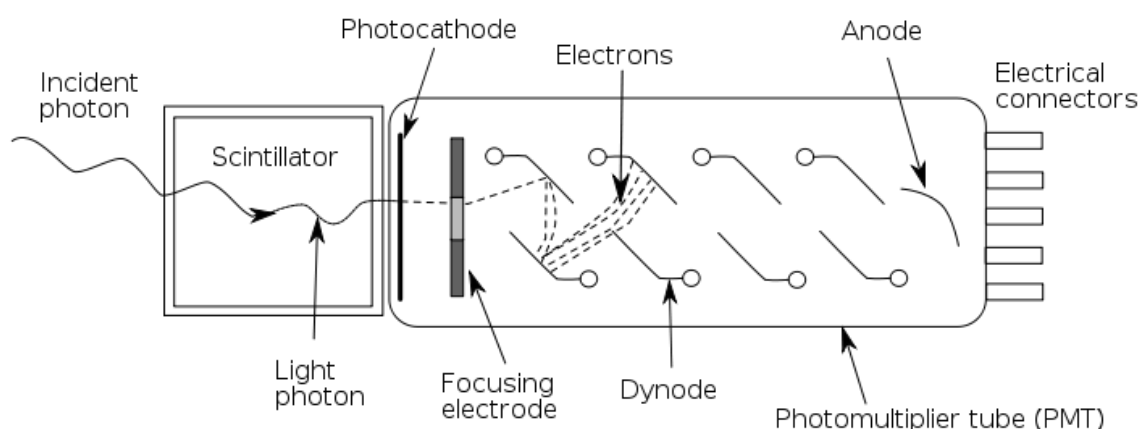 Photocathode
Electrons
Anode
Incident
photon
Electrical
connectors
Scintillator
Light
photon
Focusing
electrode
Dynode
Photomultiplier tube (PMT)